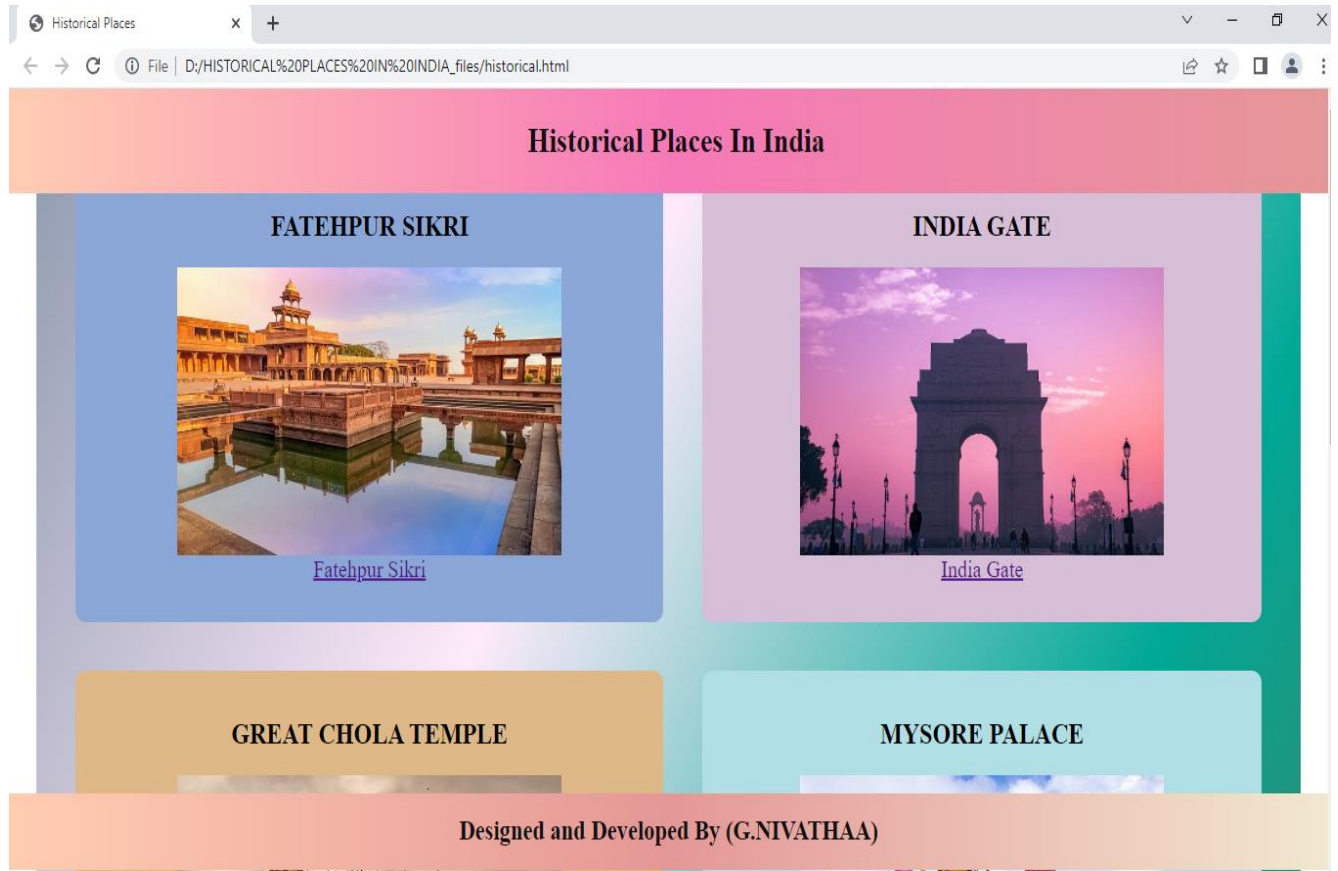 Historical Places
File | D:/HISTORICAL%20PLACES%20IN%20INDIA_files/historical.html
Historical Places In India
FATEHPUR SIKRI
INDIA GATE
Fatehpur Sikri
India Gate
GREAT CHOLA TEMPLE
MYSORE PALACE
Designed and Developed By (G.NIVATHAA)